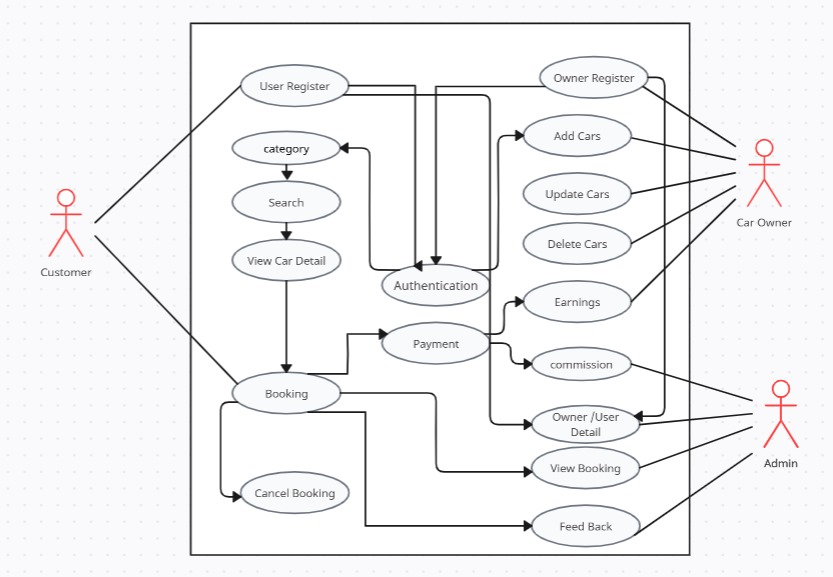 User Register
Owner Register
category
Add Cars
Search
Update Cars
Car Owner
Customer
View Car Detail
Delete Cars
Authentication
Earnings
Payment
commission
Booking
Owner /User
Detail
Admin
View Booking
Cancel Booking
Feed Back